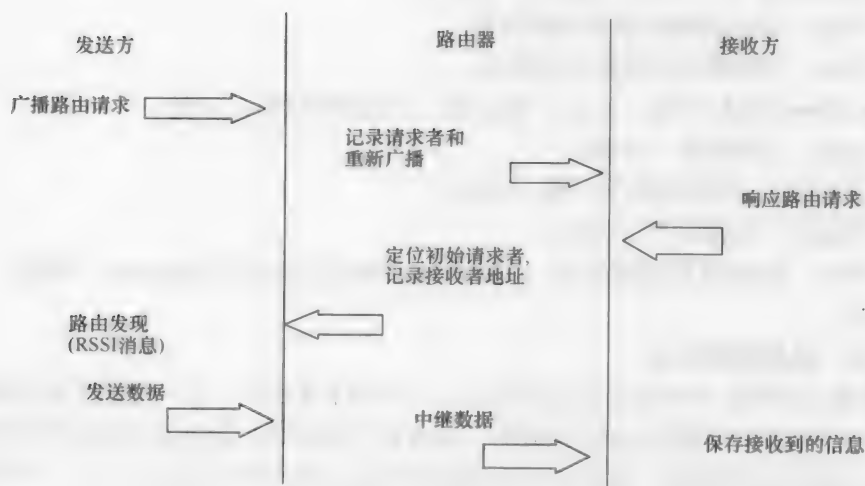 发送方
路由器
接收方
广播路由请求
记录请求者和
重新广播
响应路由请求
定位初始请求者,
记录接收者地址
路由发现
(RSSI消息)
发送数据
中继数据
保存接收到的信息